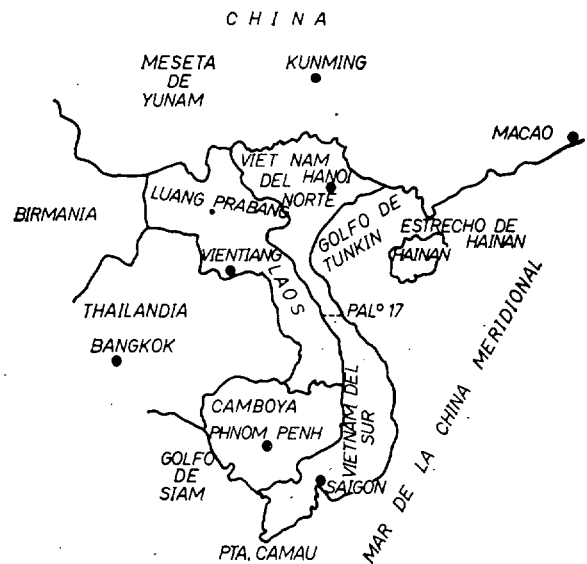 CHINA
MESETA
DE
YUNAM
KUNMING
MACAO
VIET NAM
DEL HANOI
NORTE
LUANG PRABANG
BIRMANIA
GOLFO DE
TUNKIN
ESTRECHO DE
HAINAN
HAINAN
VIENTIANG
LAOS
THAILANDIA
PALº 17
BANGKOK
MAR DE LA CHINA MERIDIONAL
CAMBOYA
VIETNAM DEL
SUR
PHNOM PENH
GOLFO
DE
SIAM
SAIGON
PTA, CAMAU